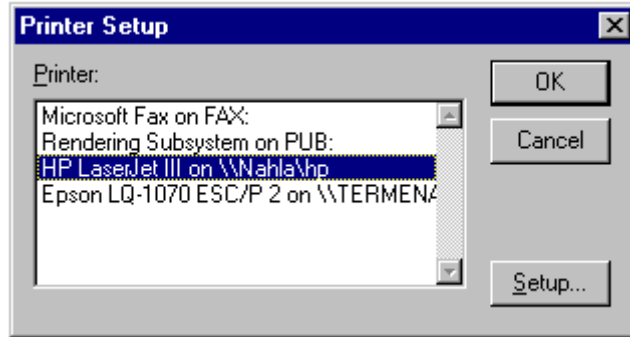 Printer Setup
Printer:
Microsoft Fax on FAX:
Rendering Subsystem on PUB:
HP LaserJet III on \\Nahla\hp
Epson LQ-1070 ESC/P 2 on \\TERMENA
OK
Cancel
Setup...